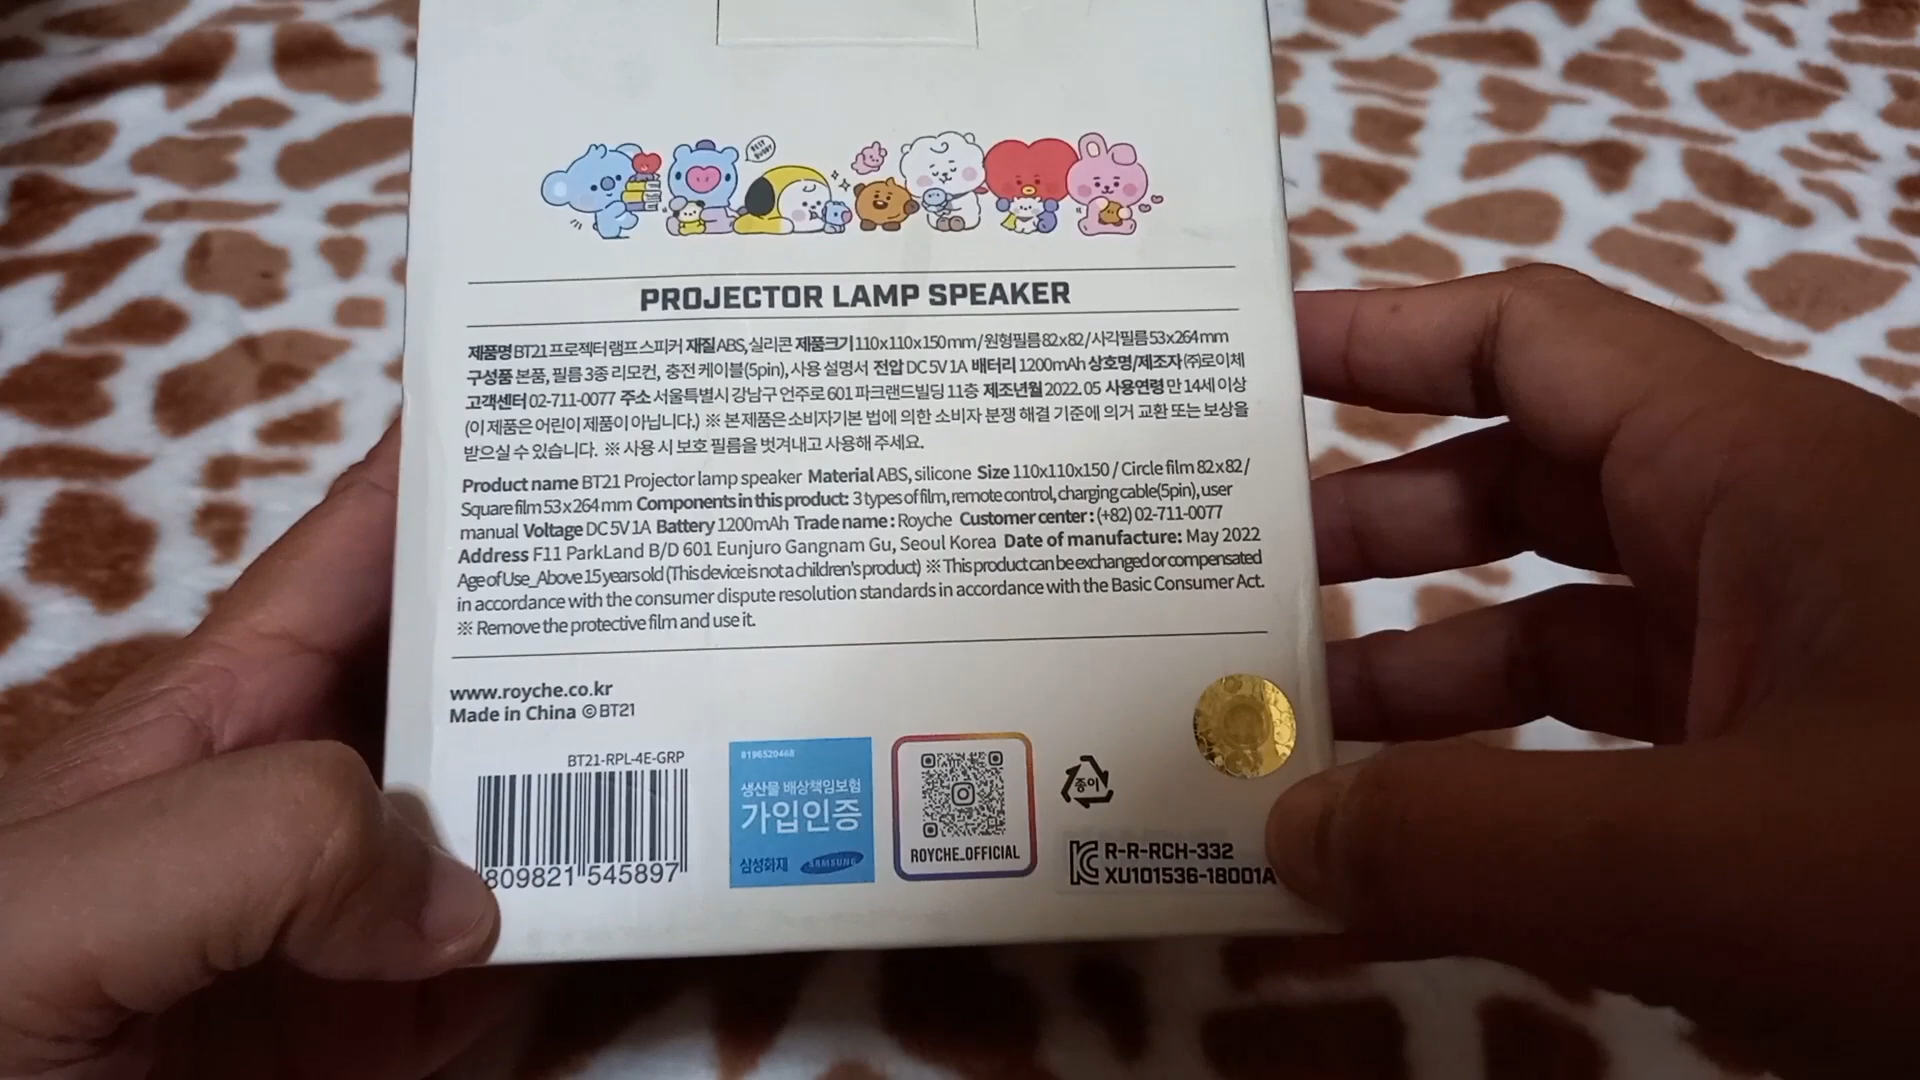 BEST BUDDY
PROJECTOR LAMP SPEAKER
제품명 BT21 프로젝터 램프 스피커 재질 ABS, 실리콘 제품크기 110x110x150mm / 원형필름 82x82 / 사각필름 53x264mm
구성품 본품, 필름 3종 리모컨, 충전 케이블(5pin), 사용 설명서 전압 DC 5V 1A 배터리 1200mAh 상호명/제조자 ㈜로이체
고객센터 02-711-0077 주소 서울특별시 강남구 언주로 601 파크랜드빌딩 11층 제조년월 2022. 05 사용연령 만 14세 이상
(이 제품은 어린이 제품이 아닙니다.) ※ 본 제품은 소비자기본 법에 의한 소비자 분쟁 해결 기준에 의거 교환 또는 보상을
받으실 수 있습니다. ※ 사용 시 보호 필름을 벗겨내고 사용해 주세요.
Product name BT21 Projector lamp speaker Material ABS, silicone Size 110x110x150 / Circle film 82x82 /
Square film 53x264mm Components in this product: 3 types of film, remote control, charging cable(5pin), user
manual Voltage DC 5V 1A Battery 1200mAh Trade name : Royche Customer center : (+82) 02-711-0077
Address F11 ParkLand B/D 601 Eunjuro Gangnam Gu, Seoul Korea Date of manufacture: May 2022
Age of Use_Above 15 years old (This device is not a children's product) ※ This product can be exchanged or compensated
in accordance with the consumer dispute resolution standards in accordance with the Basic Consumer Act.
※ Remove the protective film and use it.
www.royche.co.kr
Made in China ©BT21
BT21-RPL-4E-GRP
809821 545897
8196520468
생산물 배상책임보험
가입인증
삼성화재 SAMSUNG
ROYCHE_OFFICIAL
종이
R-R-RCH-332
XU101536-18001A